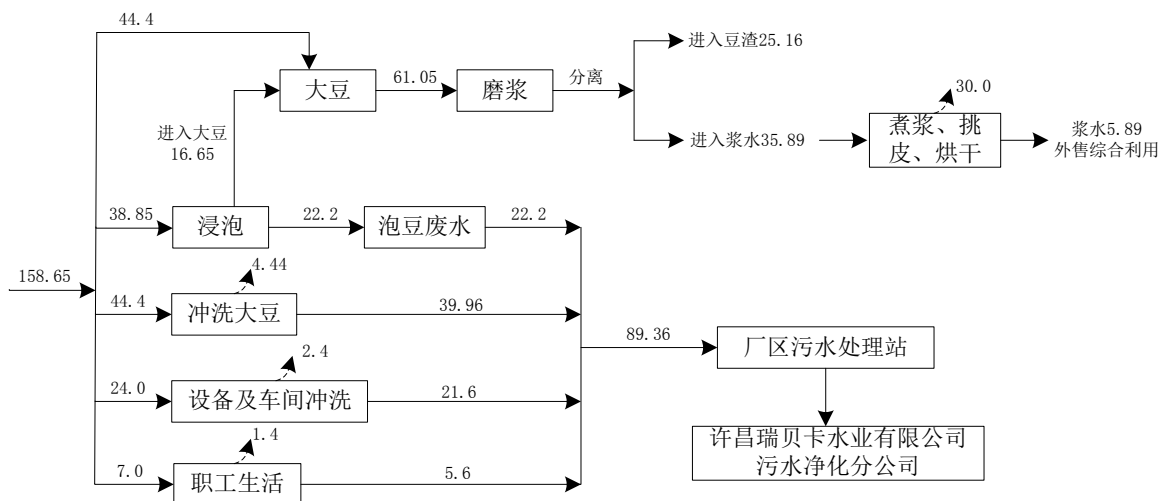 44.4
大豆
61.05
磨浆
分离
进入豆渣25.16
进入大豆
16.65
进入浆水35.89
30.0
煮浆、挑
皮、烘干
浆水5.89
外售综合利用
38.85
浸泡
22.2
泡豆废水
22.2
158.65
4.44
44.4
冲洗大豆
39.96
89.36
厂区污水处理站
2.4
24.0
设备及车间冲洗
21.6
1.4
7.0
职工生活
5.6
许昌瑞贝卡水业有限公司
污水净化分公司